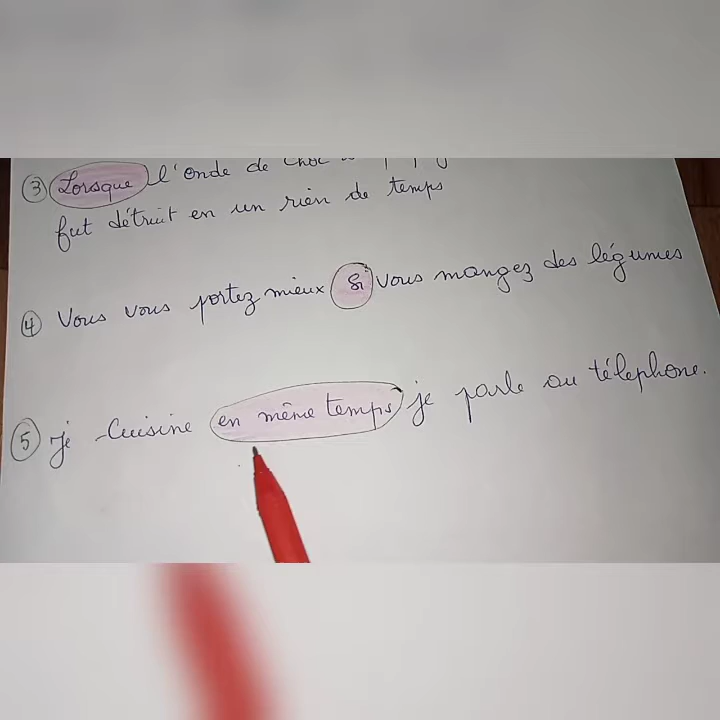 ③ Lorsque l'onde de choc
fut détruit en un rien de temps
④ Vous vous portez mieux si vous mangez des légumes
⑤ je cuisine en même temps je parle au téléphone.